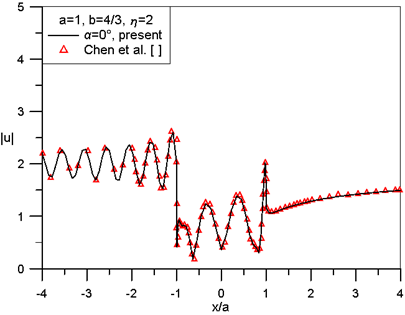 a=1, b=4/3, η=2
α=0°, present
Chen et al. [ ]
5
4
3
|u|
2
1
0
-4 -3 -2 -1 0 1 2 3 4
x/a